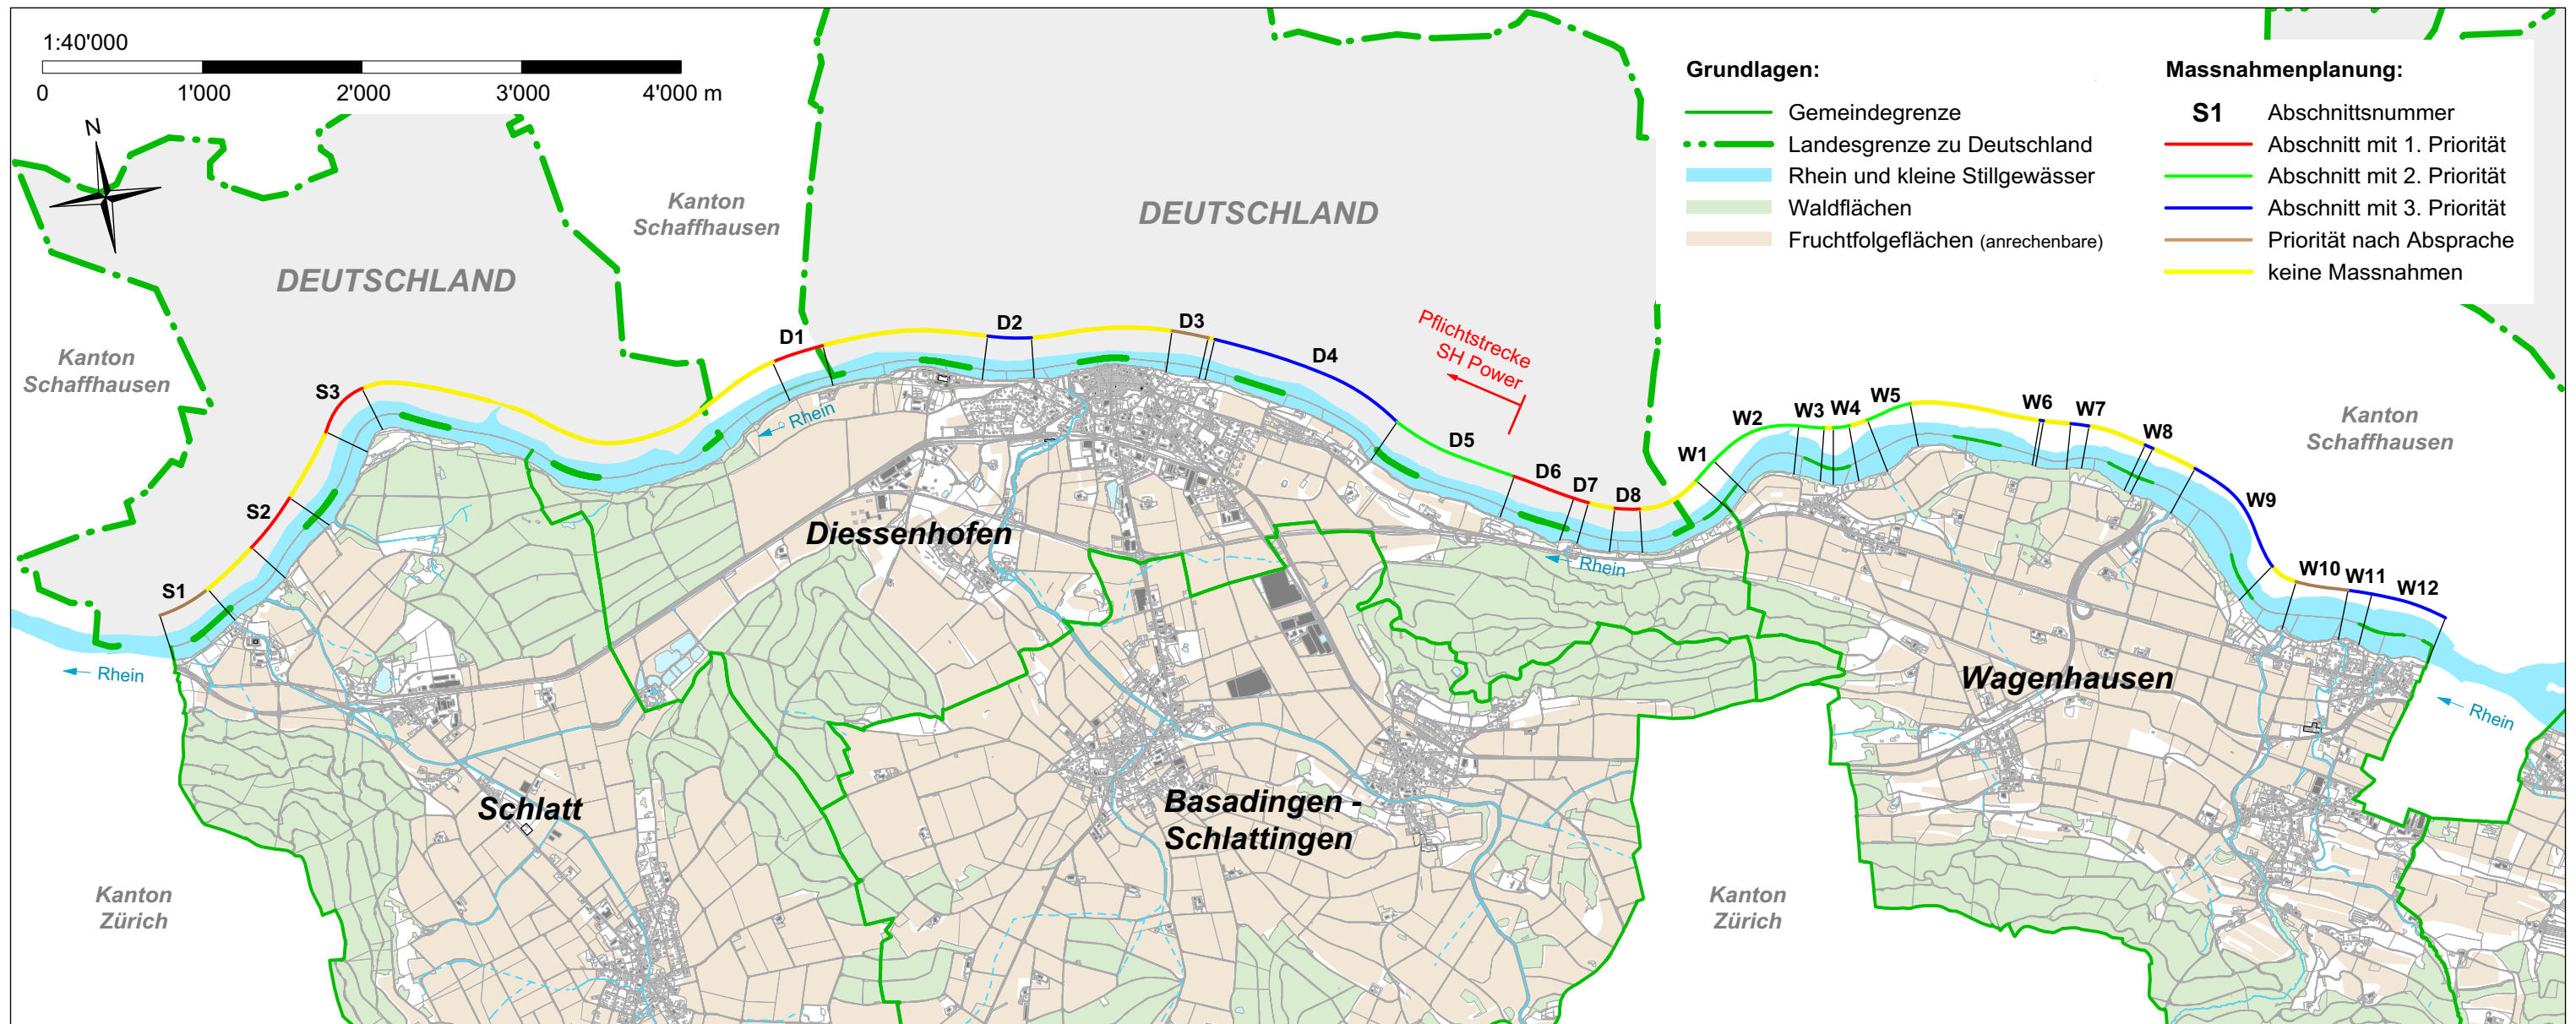 1:40'000
0 1'000 2'000 3'000 4'000 m
N
Grundlagen:
Gemeindegrenze
Landesgrenze zu Deutschland
Rhein und kleine Stillgewässer
Waldflächen
Fruchtfolgeflächen (anrechenbare)
Massnahmenplanung:
S1 Abschnittsnummer
Abschnitt mit 1. Priorität
Abschnitt mit 2. Priorität
Abschnitt mit 3. Priorität
Priorität nach Absprache
keine Massnahmen
Kanton
Schaffhausen
DEUTSCHLAND
Kanton
Schaffhausen
DEUTSCHLAND
Kanton
Schaffhausen
Kanton
Schaffhausen
Pflichtstrecke
SH Power
S1
S2
S3
D1
D2
D3
D4
D5
D6
D7
D8
W1
W2
W3
W4
W5
W6
W7
W8
W9
W10
W11
W12
Rhein
Rhein
Rhein
Rhein
Diessenhofen
Wagenhausen
Schlatt
Basadingen -
Schlattingen
Kanton
Zürich
Kanton
Zürich